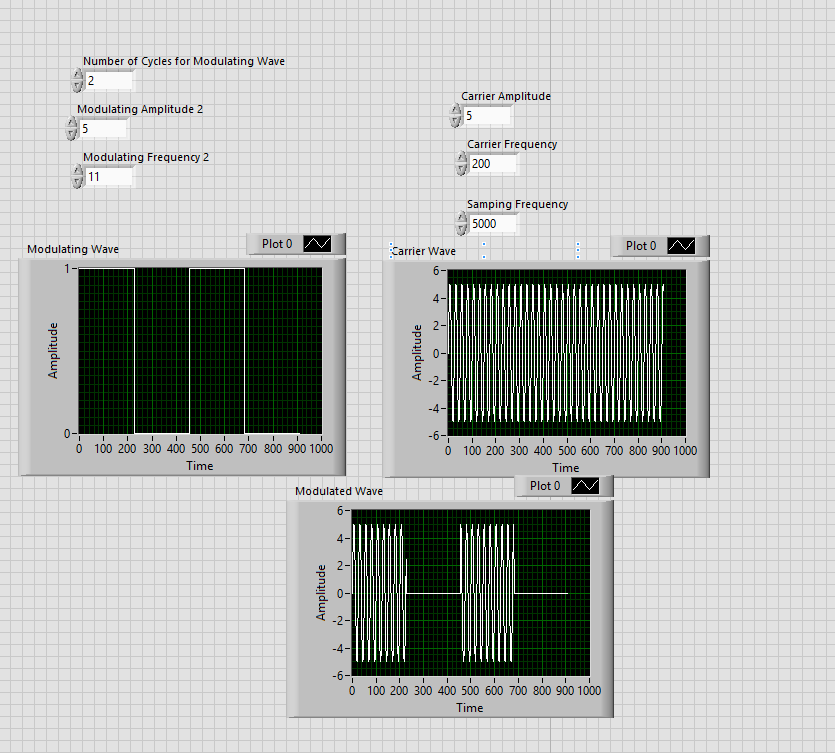 Number of Cycles for Modulating Wave
2
Modulating Amplitude 2
5
Modulating Frequency 2
11
Carrier Amplitude
5
Carrier Frequency
200
Samping Frequency
5000
Modulating Wave
Plot 0
1
0
Amplitude
0 100 200 300 400 500 600 700 800 900 1000
Time
Carrier Wave
Plot 0
6
4
2
0
-2
-4
-6
Amplitude
0 100 200 300 400 500 600 700 800 900 1000
Time
Modulated Wave
Plot 0
6
4
2
0
-2
-4
-6
Amplitude
0 100 200 300 400 500 600 700 800 900 1000
Time